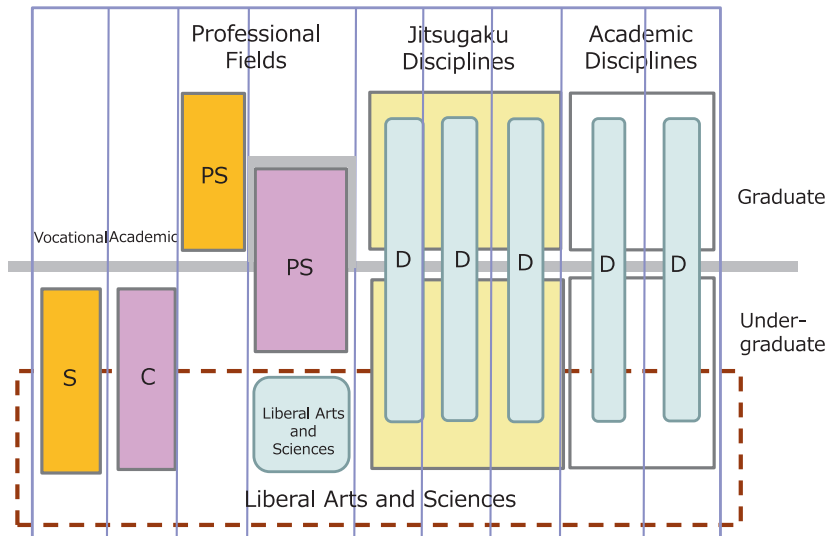 Professional
Fields
Jitsugaku
Disciplines
Academic
Disciplines
PS
Graduate
Vocational
Academic
PS
D
D
D
D
D
Under-
graduate
S
C
Liberal Arts
and
Sciences
Liberal Arts and Sciences